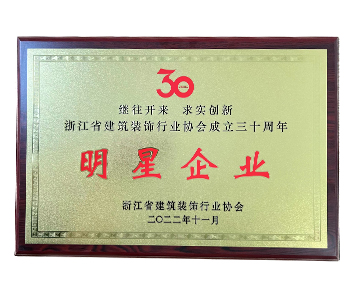 30
继往开来 求实创新
浙江省建筑装饰行业协会成立三十周年
明星企业
浙江省建筑装饰行业协会
二〇二二年十一月